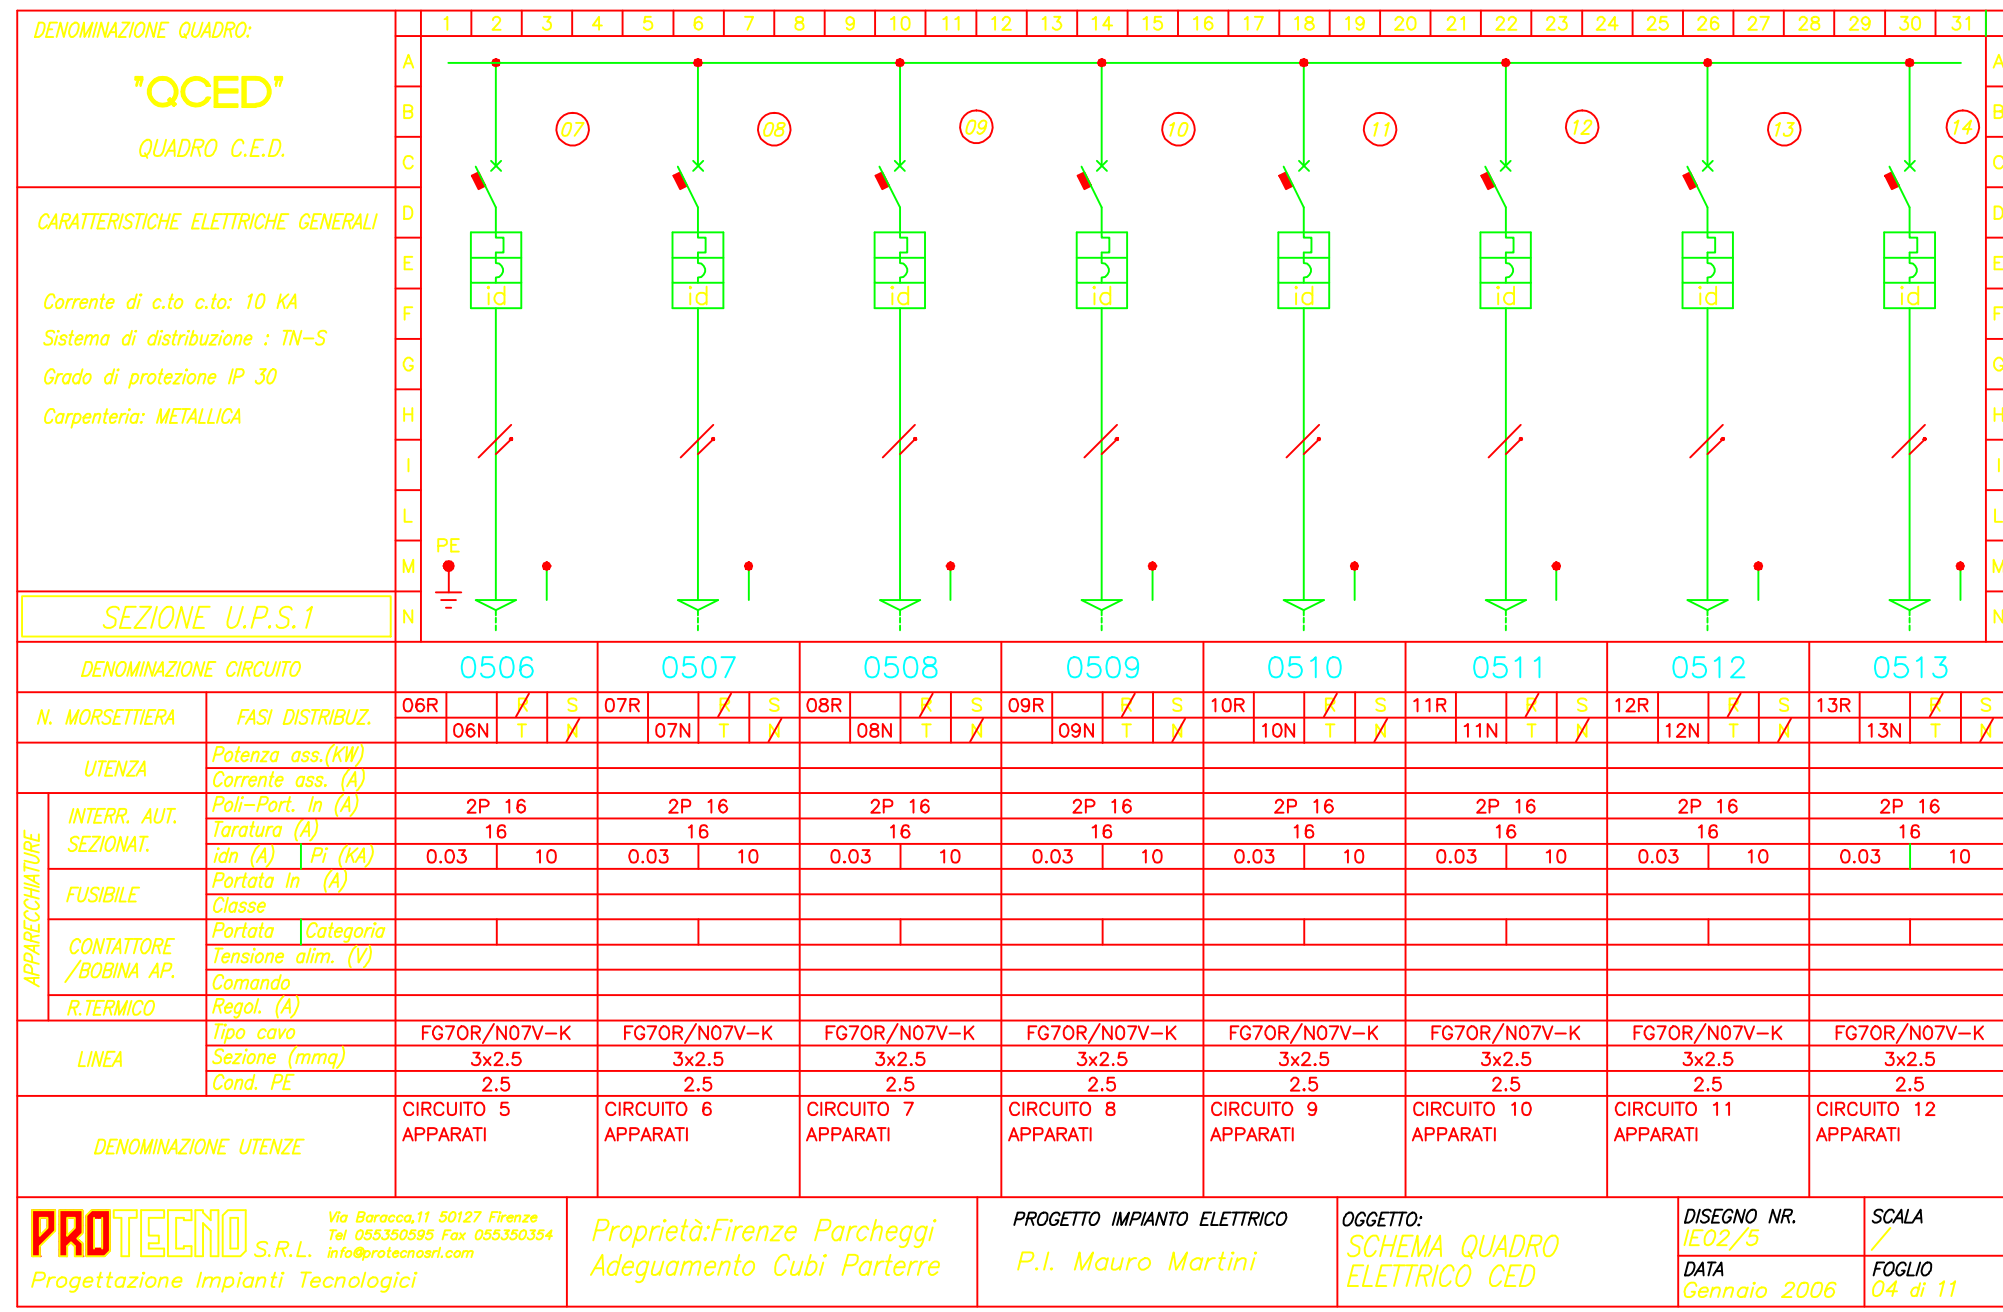 DENOMINAZIONE QUADRO:
"QCED"
QUADRO C.E.D.
CARATTERISTICHE ELETTRICHE GENERALI
Corrente di c.to c.to: 10 KA
Sistema di distribuzione : TN-S
Grado di protezione IP 30
Carpenteria: METALLICA
SEZIONE U.P.S.1
1 2 3 4 5 6 7 8 9 10 11 12 13 14 15 16 17 18 19 20 21 22 23 24 25 26 27 28 29 30 31
A A
B B
07 08 09 10 11 12 13 14
C C
D D
E E
id id id id id id id id
F F
G G
H H
I I
L L
PE
M M
N N
DENOMINAZIONE CIRCUITO 0506 0507 0508 0509 0510 0511 0512 0513
N. MORSETTIERA FASI DISTRIBUZ.
06R R S 07R R S 08R R S 09R R S 10R R S 11R R S 12R R S 13R R S
06N T N 07N T N 08N T N 09N T N 10N T N 11N T N 12N T N 13N T N
UTENZA
Potenza ass.(KW)
Corrente ass. (A)
APPARECCHIATURE
INTERR. AUT. SEZIONAT.
Poli-Port. In (A) 2P 16 2P 16 2P 16 2P 16 2P 16 2P 16 2P 16 2P 16
Taratura (A) 16 16 16 16 16 16 16 16
idn (A) Pi (KA) 0.03 10 0.03 10 0.03 10 0.03 10 0.03 10 0.03 10 0.03 10 0.03 10
FUSIBILE
Portata In (A)
Classe
CONTATTORE /BOBINA AP.
Portata Categoria
Tensione alim. (V)
Comando
R.TERMICO Regol. (A)
LINEA
Tipo cavo FG7OR/N07V-K FG7OR/N07V-K FG7OR/N07V-K FG7OR/N07V-K FG7OR/N07V-K FG7OR/N07V-K FG7OR/N07V-K FG7OR/N07V-K
Sezione (mmq) 3x2.5 3x2.5 3x2.5 3x2.5 3x2.5 3x2.5 3x2.5 3x2.5
Cond. PE 2.5 2.5 2.5 2.5 2.5 2.5 2.5 2.5
DENOMINAZIONE UTENZE
CIRCUITO 5 CIRCUITO 6 CIRCUITO 7 CIRCUITO 8 CIRCUITO 9 CIRCUITO 10 CIRCUITO 11 CIRCUITO 12
APPARATI APPARATI APPARATI APPARATI APPARATI APPARATI APPARATI APPARATI
PROTECNO S.R.L.
Via Baracca,11 50127 Firenze
Tel 055350595 Fax 055350354
info@protecnosrl.com
Progettazione Impianti Tecnologici
Proprietà:Firenze Parcheggi
Adeguamento Cubi Parterre
PROGETTO IMPIANTO ELETTRICO
P.I. Mauro Martini
OGGETTO:
SCHEMA QUADRO
ELETTRICO CED
DISEGNO NR.
IE02/5
SCALA
/
DATA
Gennaio 2006
FOGLIO
04 di 11